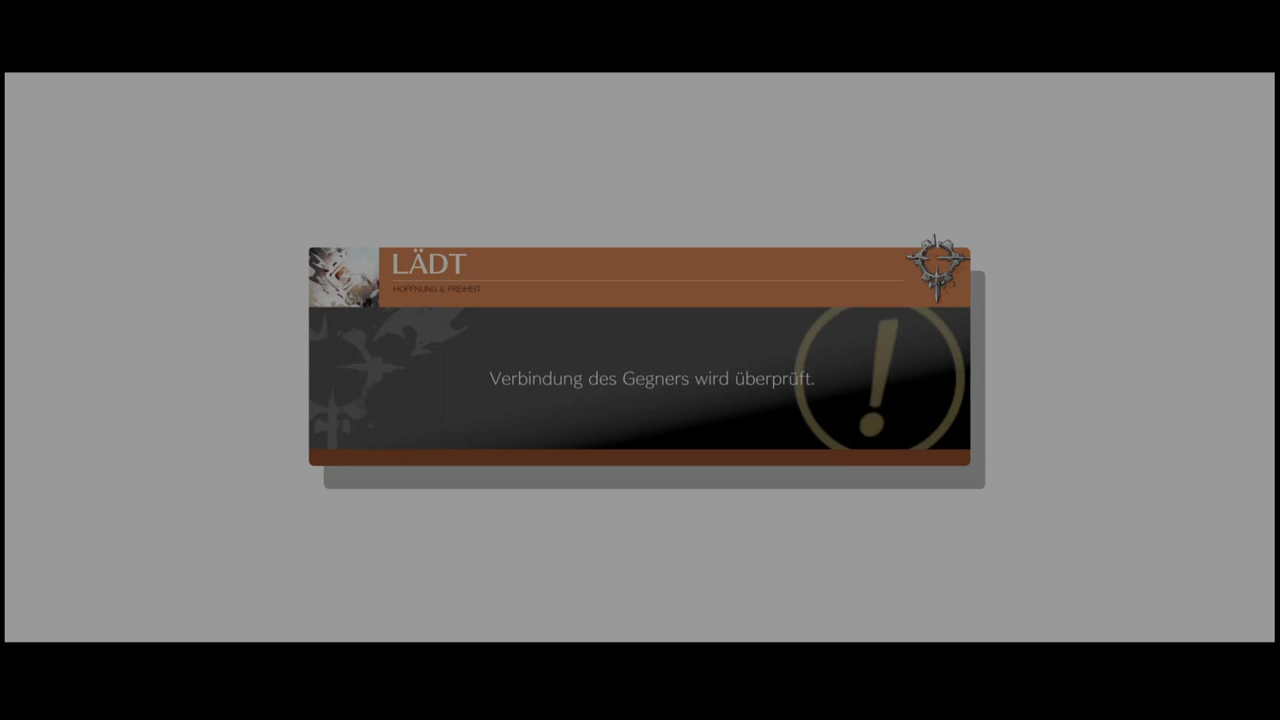 LÄDT
HOFFNUNG & FREIHEIT
Verbindung des Gegners wird überprüft.